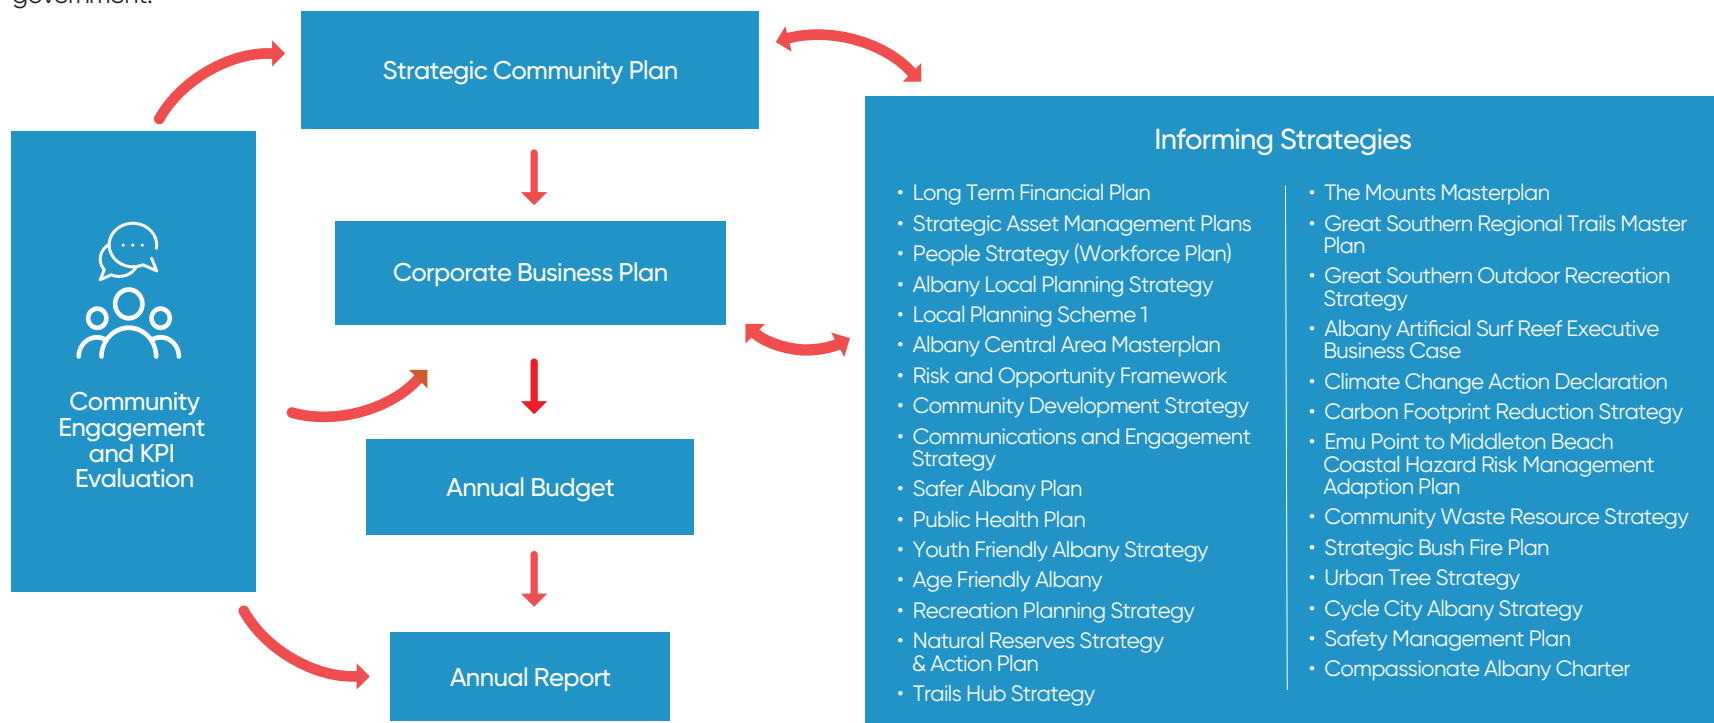 government.
Strategic Community Plan
Corporate Business Plan
Annual Budget
Annual Report
Community
Engagement
and KPI
Evaluation
Informing Strategies
• Long Term Financial Plan
• Strategic Asset Management Plans
• People Strategy (Workforce Plan)
• Albany Local Planning Strategy
• Local Planning Scheme 1
• Albany Central Area Masterplan
• Risk and Opportunity Framework
• Community Development Strategy
• Communications and Engagement
Strategy
• Safer Albany Plan
• Public Health Plan
• Youth Friendly Albany Strategy
• Age Friendly Albany
• Recreation Planning Strategy
• Natural Reserves Strategy
& Action Plan
• Trails Hub Strategy
• The Mounts Masterplan
• Great Southern Regional Trails Master
Plan
• Great Southern Outdoor Recreation
Strategy
• Albany Artificial Surf Reef Executive
Business Case
• Climate Change Action Declaration
• Carbon Footprint Reduction Strategy
• Emu Point to Middleton Beach
Coastal Hazard Risk Management
Adaption Plan
• Community Waste Resource Strategy
• Strategic Bush Fire Plan
• Urban Tree Strategy
• Cycle City Albany Strategy
• Safety Management Plan
• Compassionate Albany Charter